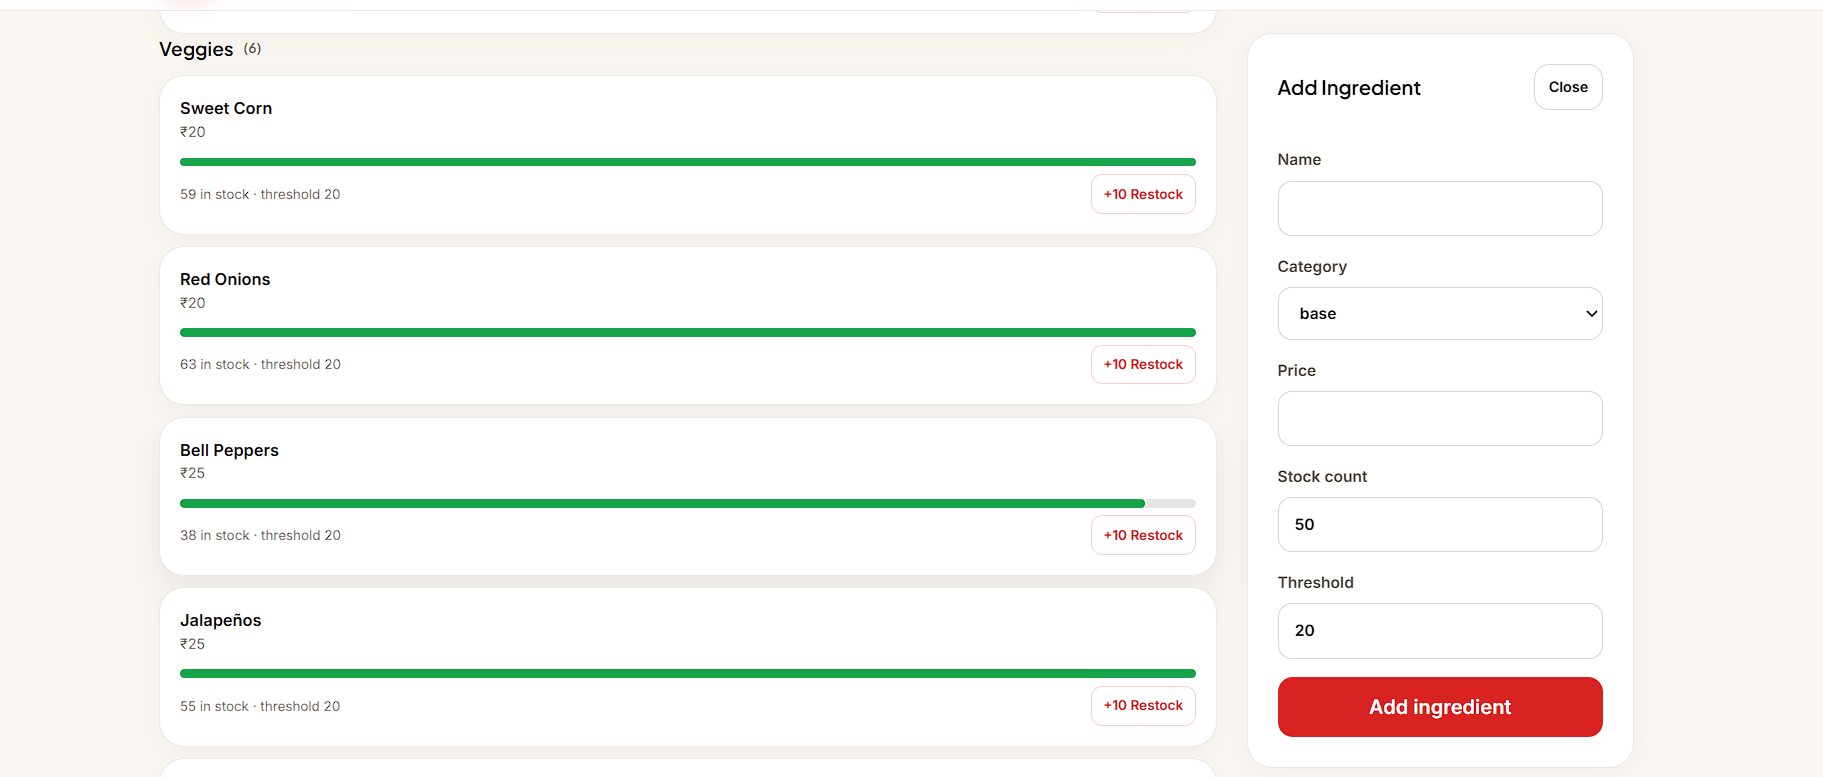 Veggies (6)
Sweet Corn
₹20
59 in stock · threshold 20
+10 Restock
Red Onions
₹20
63 in stock · threshold 20
+10 Restock
Bell Peppers
₹25
38 in stock · threshold 20
+10 Restock
Jalapeños
₹25
55 in stock · threshold 20
+10 Restock
Add Ingredient
Close
Name
Category
base
Price
Stock count
50
Threshold
20
Add ingredient